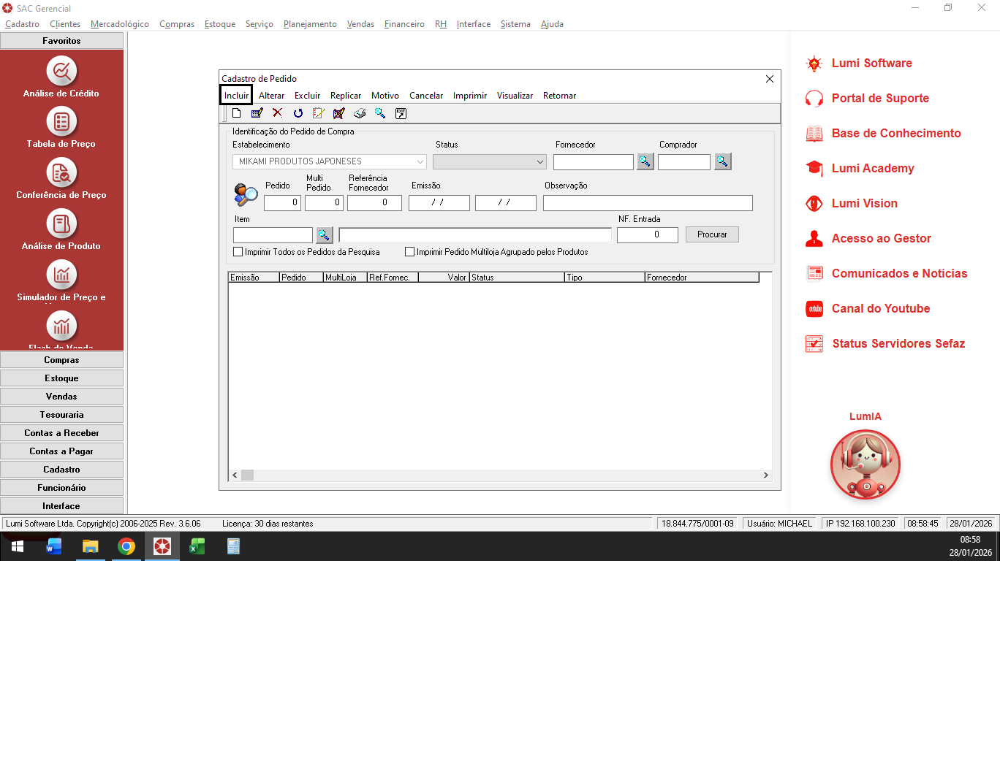 SAC Gerencial
Cadastro Clientes Mercadológico Compras Estoque Serviço Planejamento Vendas Financeiro RH Interface Sistema Ajuda
Favoritos
Análise de Crédito
Tabela de Preço
Conferência de Preço
Análise de Produto
Simulador de Preço e
Flash de Venda
Compras
Estoque
Vendas
Tesouraria
Contas a Receber
Contas a Pagar
Cadastro
Funcionário
Interface
Cadastro de Pedido
Incluir Alterar Excluir Replicar Motivo Cancelar Imprimir Visualizar Retornar
EXIT
Identificação do Pedido de Compra
Estabelecimento Status Fornecedor Comprador
MIKAMI PRODUTOS JAPONESES
Pedido Multi Pedido Referência Fornecedor Emissão Observação
0 0 0 / / / /
Item NF. Entrada
0 Procurar
Imprimir Todos os Pedidos da Pesquisa Imprimir Pedido Multiloja Agrupado pelos Produtos
Emissão Pedido MultiLoja Ref.Fornec. Valor Status Tipo Fornecedor
Lumi Software
Portal de Suporte
Base de Conhecimento
Lumi Academy
Lumi Vision
Acesso ao Gestor
Comunicados e Notícias
Canal do Youtube
Status Servidores Sefaz
LumIA
Lumi Software Ltda. Copyright(c) 2006-2025 Rev. 3.6.06 Licença: 30 dias restantes 18.844.775/0001-09 Usuário: MICHAEL IP 192.168.100.230 08:58:45 28/01/2026
08:58
28/01/2026